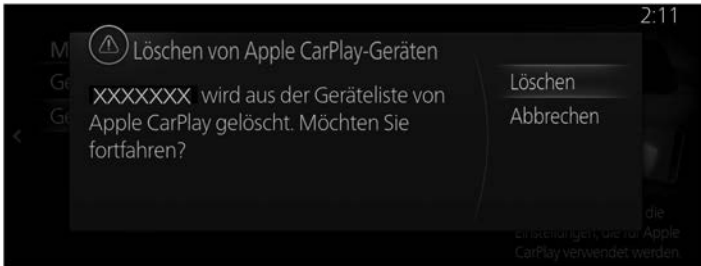 2:11
Löschen von Apple CarPlay-Geräten
XXXXXXX wird aus der Geräteliste von
Apple CarPlay gelöscht. Möchten Sie
fortfahren?
Löschen
Abbrechen
die
Einstellungen, die für Apple
CarPlay verwendet werden.